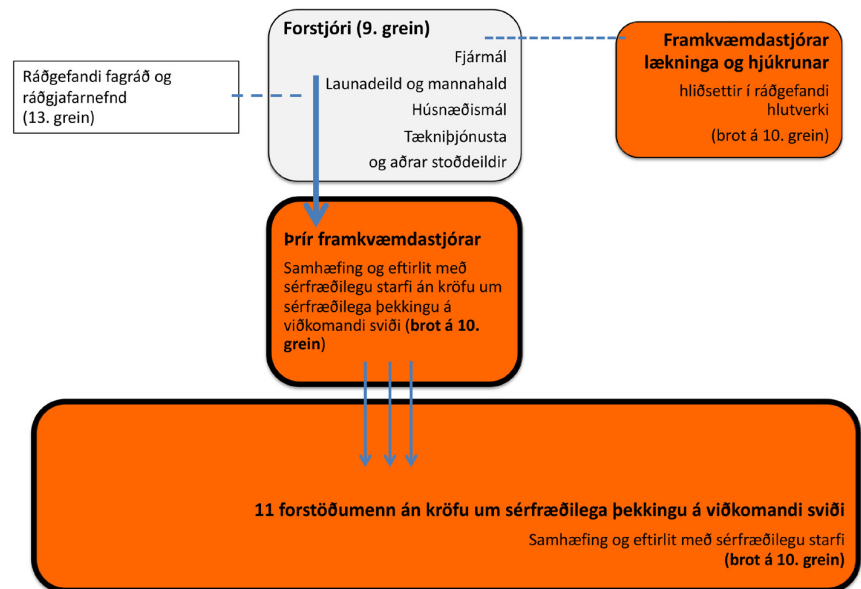 Forstjóri (9. grein)
Fjármál
Launadeild og mannahald
Húsnæðismál
Tækniþjónusta
og aðrar stoðdeildir
Framkvæmdastjórar
lækninga og hjúkrunar
hliðsettir í ráðgefandi
hlutverki
(brot á 10. grein)
Ráðgefandi fagráð og
ráðgjafarnefnd
(13. grein)
Þrír framkvæmdastjórar
Samhæfing og eftirlit með
sérfræðilegu starfi án kröfu um
sérfræðilega þekkingu á
viðkomandi sviði (brot á 10.
grein)
11 forstöðumenn án kröfu um sérfræðilega þekkingu á viðkomandi sviði
Samhæfing og eftirlit með sérfræðilegu starfi
(brot á 10. grein)